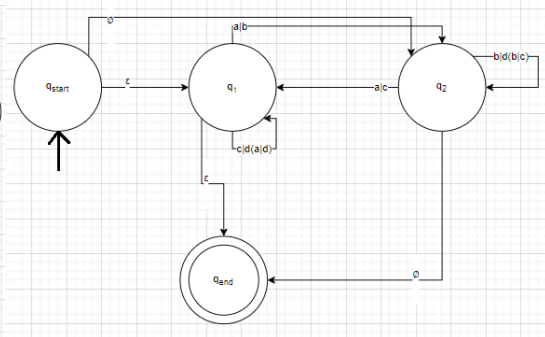 Ø
a|b
b|d(b|c)
q_start
ε
q_1
a|c
q_2
c|d(a|d)
ε
Ø
q_end